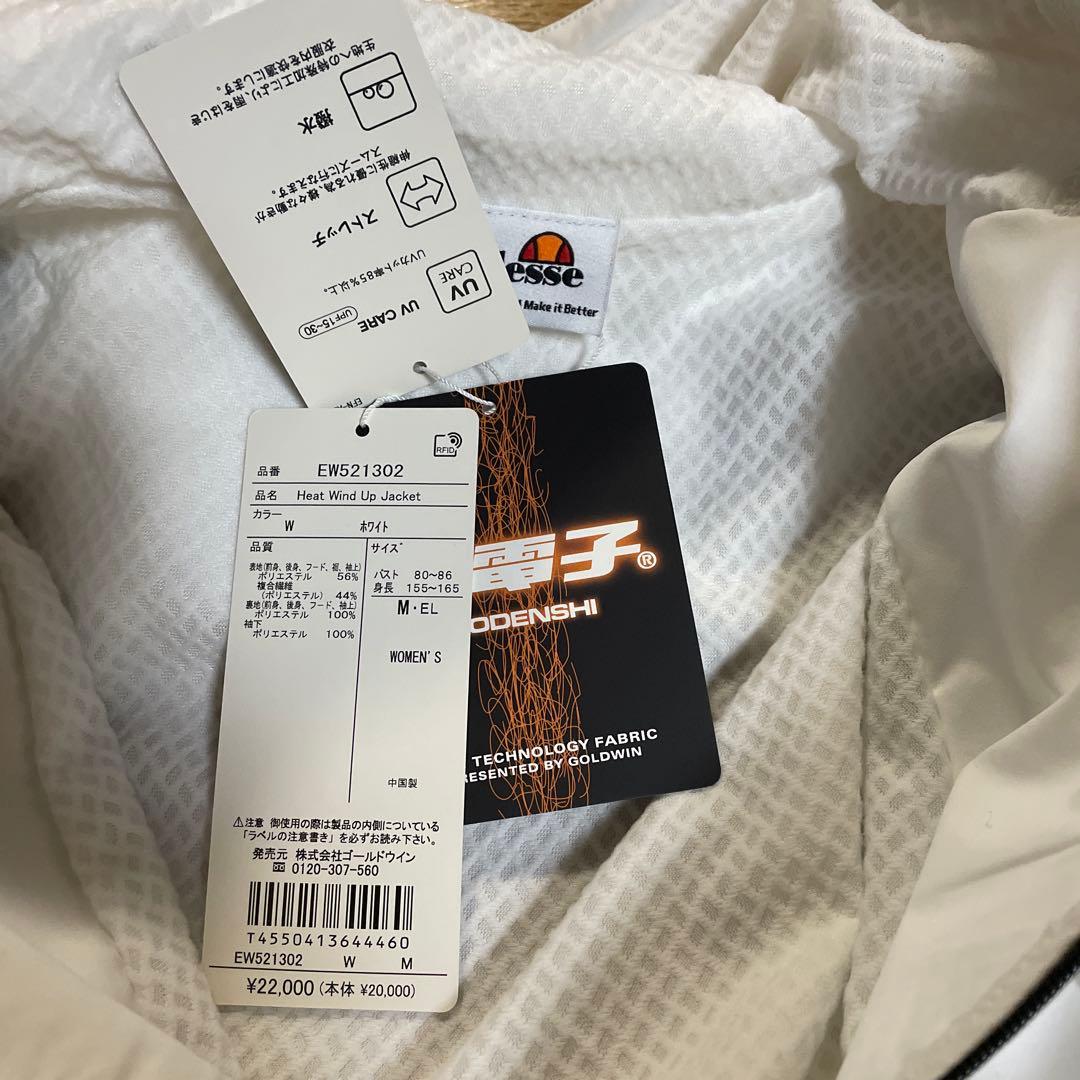 生地への特殊加工により、雨をはじき
衣服内を快適にします。
撥水
伸縮性に優れる為、様々な動きが
スムーズに行なえます。
ストレッチ
UV CARE
UPF15~30
UVカット率85%以上。
UV
CARE
esse
Make it Better
RFID
品番 EW521302
品名 Heat Wind Up Jacket
カラー
W ホワイト
品質
サイズ
表地(前身、後身、フード、衿、袖上)
ポリエステル 56%
複合繊維
(ポリエステル) 44%
裏地(前身、後身、フード、袖上)
ポリエステル 100%
袖下
ポリエステル 100%
バスト 80~86
身長 155~165
M・EL
WOMEN'S
中国製
⚠注意 御使用の際は製品の内側についている
「ラベルの注意書き」を必ずお読み下さい。
発売元 株式会社ゴールドウイン
0120-307-560
T4550413644460
EW521302 W M
¥22,000(本体 ¥20,000)
電子®
ODENSHI
TECHNOLOGY FABRIC
RESENTED BY GOLDWIN